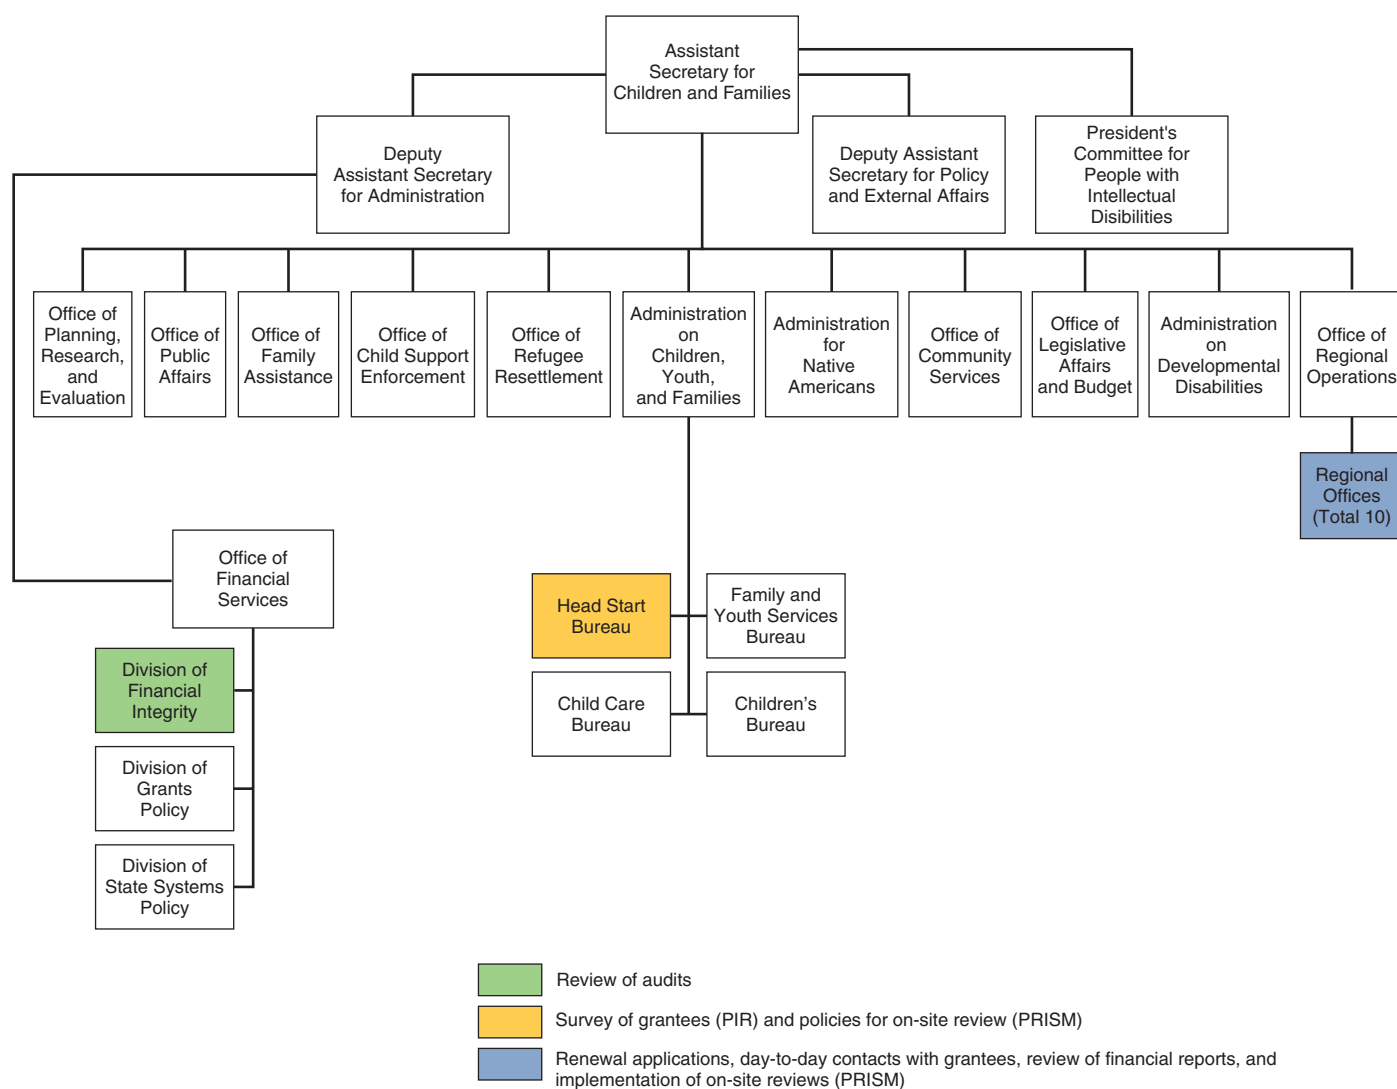 Assistant
Secretary for
Children and Families
Deputy
Assistant Secretary
for Administration
Deputy Assistant
Secretary for Policy
and External Affairs
President's
Committee for
People with
Intellectual
Disibilities
Office of
Planning,
Research,
and
Evaluation
Office of
Public
Affairs
Office of
Family
Assistance
Office of
Child Support
Enforcement
Office of
Refugee
Resettlement
Administration
on
Children,
Youth,
and Families
Administration
for
Native
Americans
Office of
Community
Services
Office of
Legislative
Affairs
and Budget
Administration
on
Developmental
Disabilities
Office of
Regional
Operations
Regional
Offices
(Total 10)
Office of
Financial
Services
Head Start
Bureau
Family and
Youth Services
Bureau
Division of
Financial
Integrity
Child Care
Bureau
Children’s
Bureau
Division of
Grants
Policy
Division of
State Systems
Policy
Review of audits
Survey of grantees (PIR) and policies for on-site review (PRISM)
Renewal applications, day-to-day contacts with grantees, review of financial reports, and
implementation of on-site reviews (PRISM)